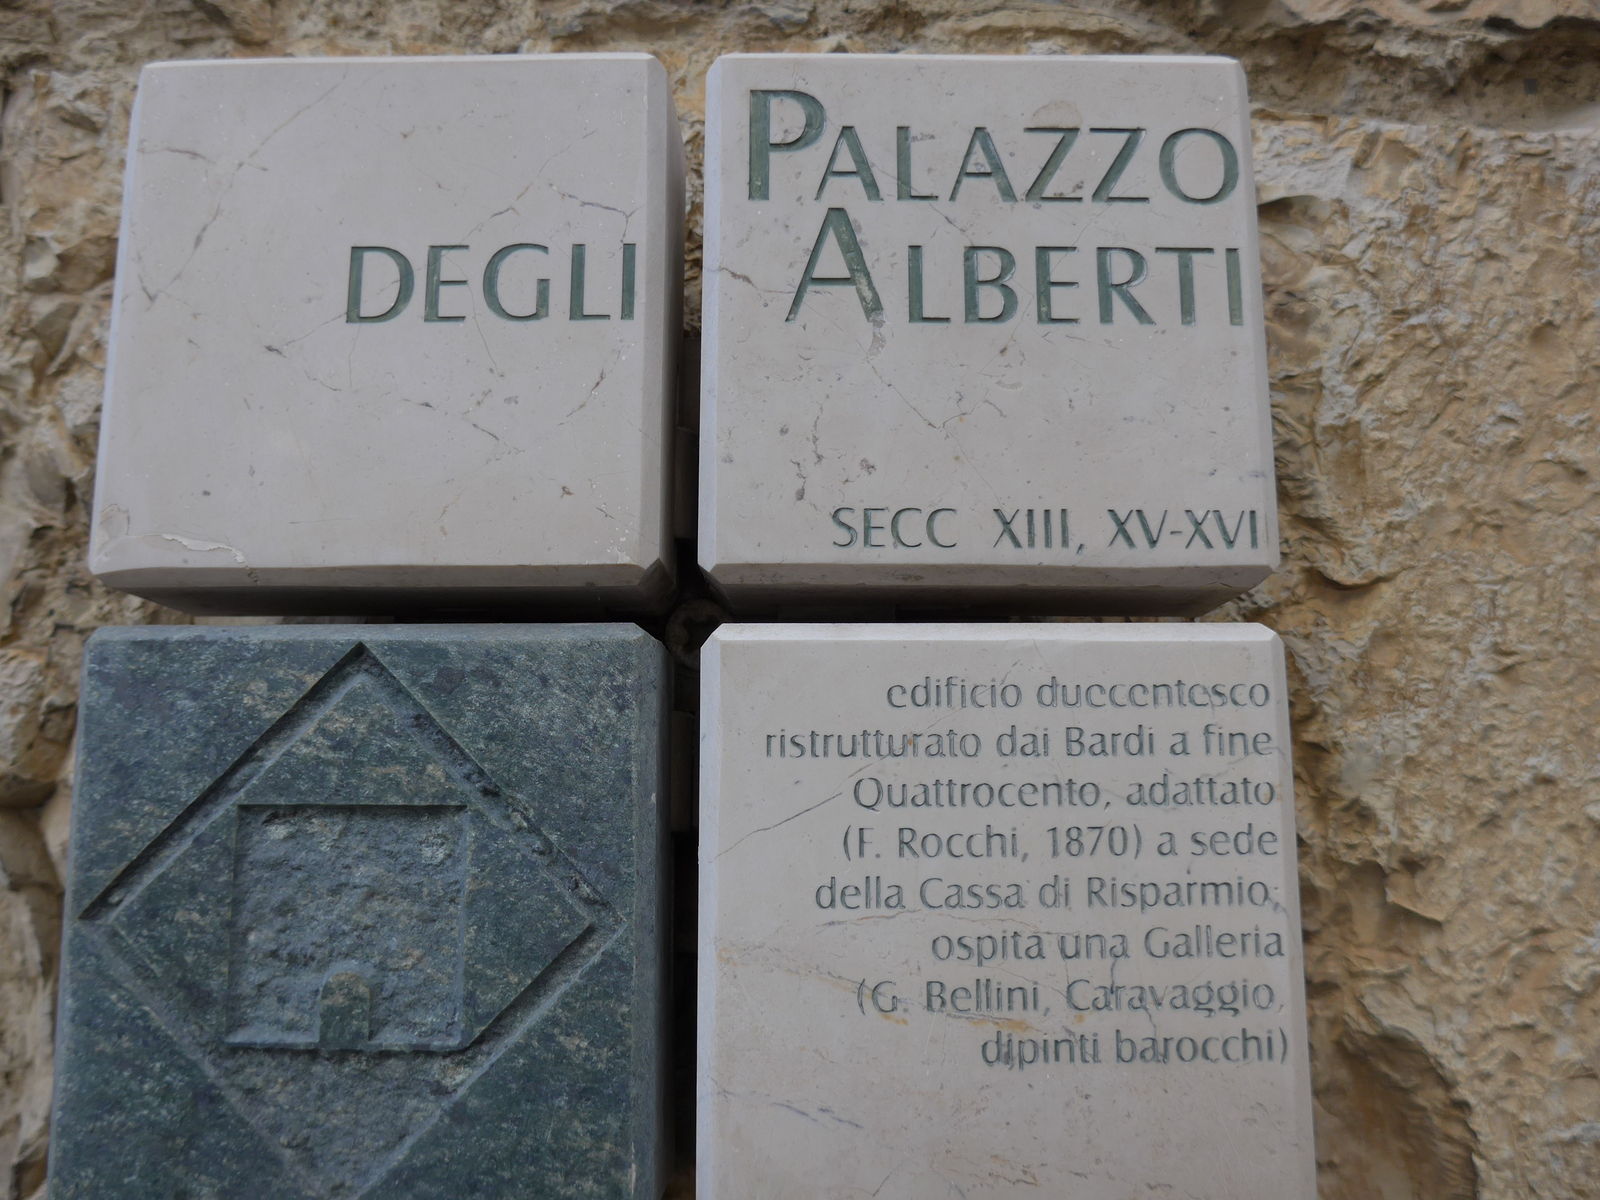 PALAZZO
DEGLI ALBERTI
SECC XIII, XV-XVI
edificio duecentesco
ristrutturato dai Bardi a fine
Quattrocento, adattato
(F. Rocchi, 1870) a sede
della Cassa di Risparmio;
ospita una Galleria
(G. Bellini, Caravaggio,
dipinti barocchi)